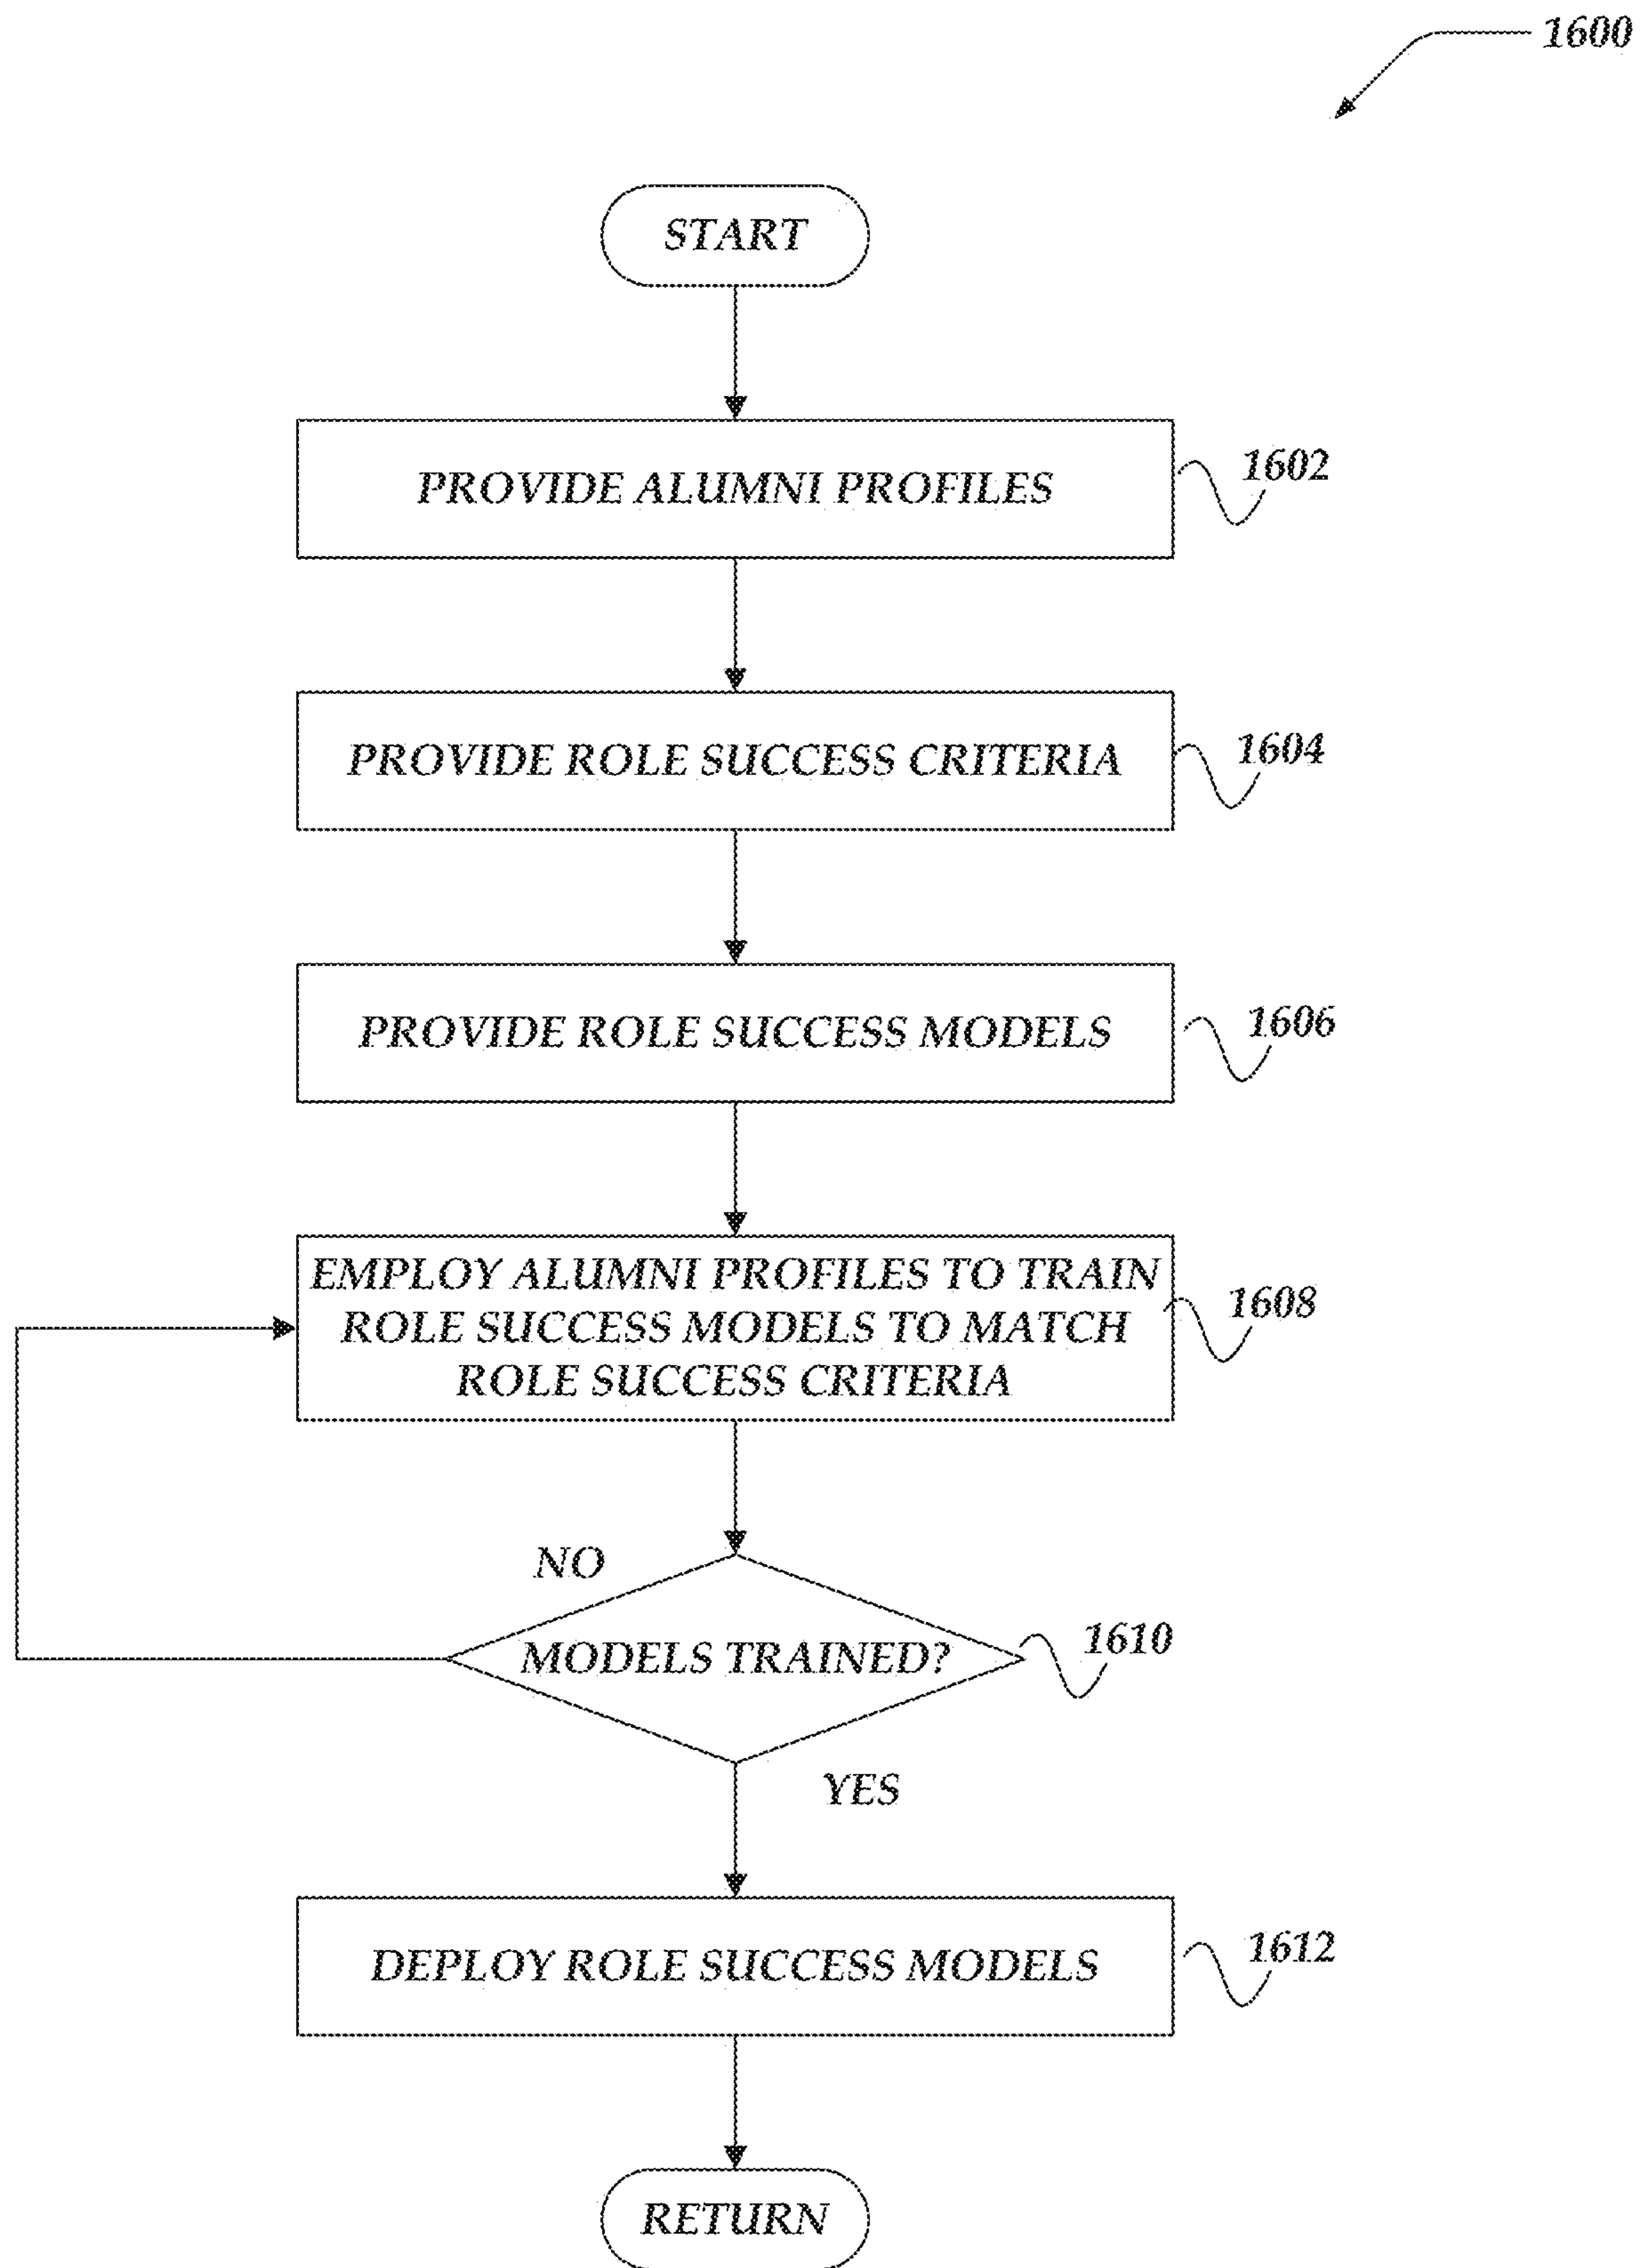 1600
START
PROVIDE ALUMNI PROFILES
1602
PROVIDE ROLE SUCCESS CRITERIA
1604
PROVIDE ROLE SUCCESS MODELS
1606
EMPLOY ALUMNI PROFILES TO TRAIN
ROLE SUCCESS MODELS TO MATCH
ROLE SUCCESS CRITERIA
1608
NO
MODELS TRAINED?
1610
YES
DEPLOY ROLE SUCCESS MODELS
1612
RETURN